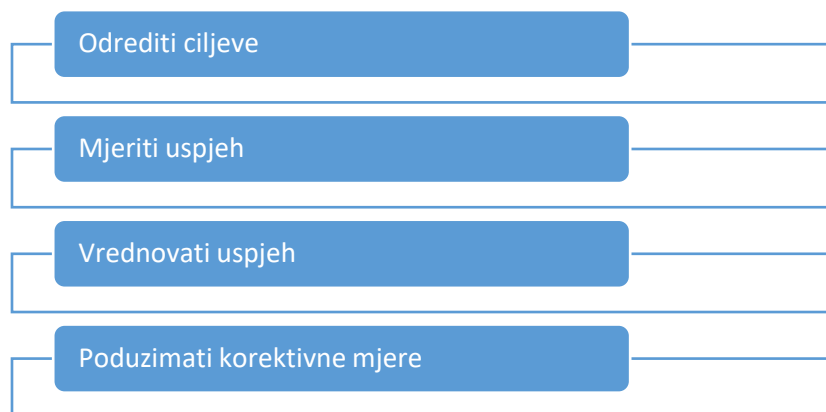 Odrediti ciljeve
Mjeriti uspjeh
Vrednovati uspjeh
Poduzimati korektivne mjere